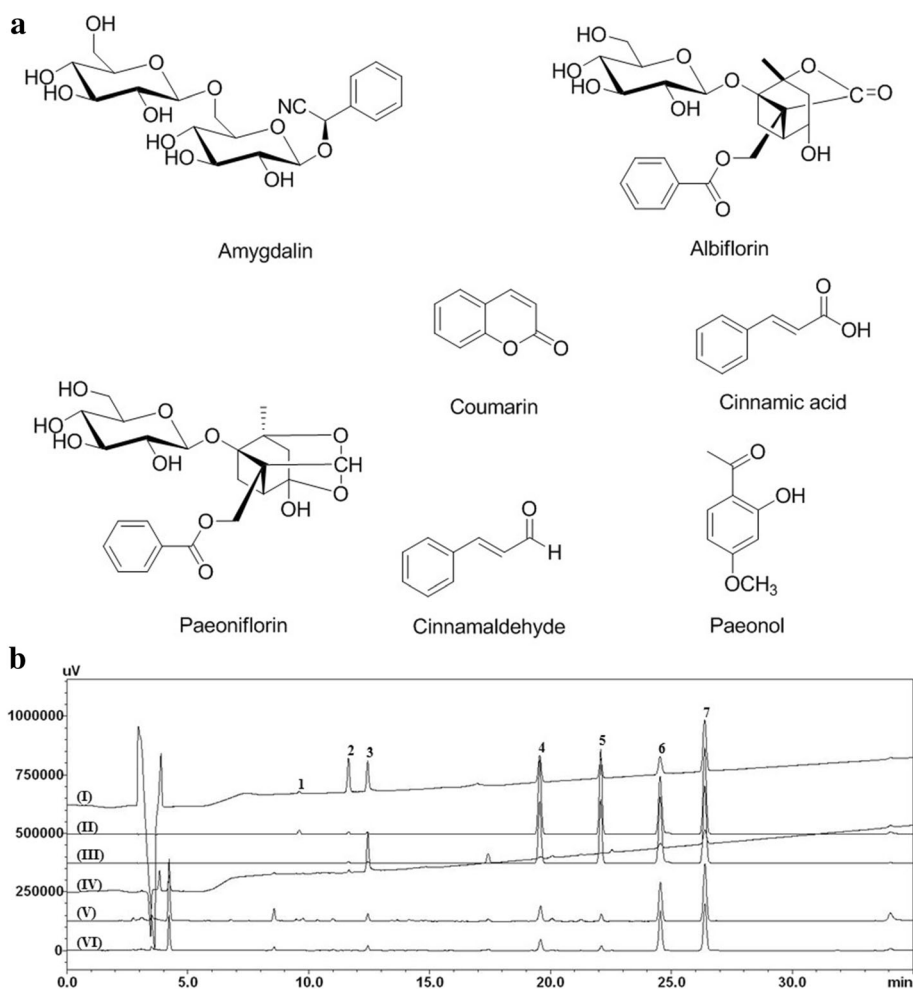 a
OH
HO
HO
HO
OH
O
O
O
HO
HO
HO
OH
O
O
NC
Amygdalin
HO
HO
HO
HO
OH
O
O
O
C=O
OH
O
O
Albiflorin
O
O
Coumarin
O
OH
Cinnamic acid
HO
HO
HO
HO
OH
O
O
O
CH
O
OH
O
O
Paeoniflorin
O
H
Cinnamaldehyde
O
OH
OCH3
Paeonol
b
uV
1000000
750000
500000
250000
0
(I)
(II)
(III)
(IV)
(V)
(VI)
1
2
3
4
5
6
7
0.0 5.0 10.0 15.0 20.0 25.0 30.0 min